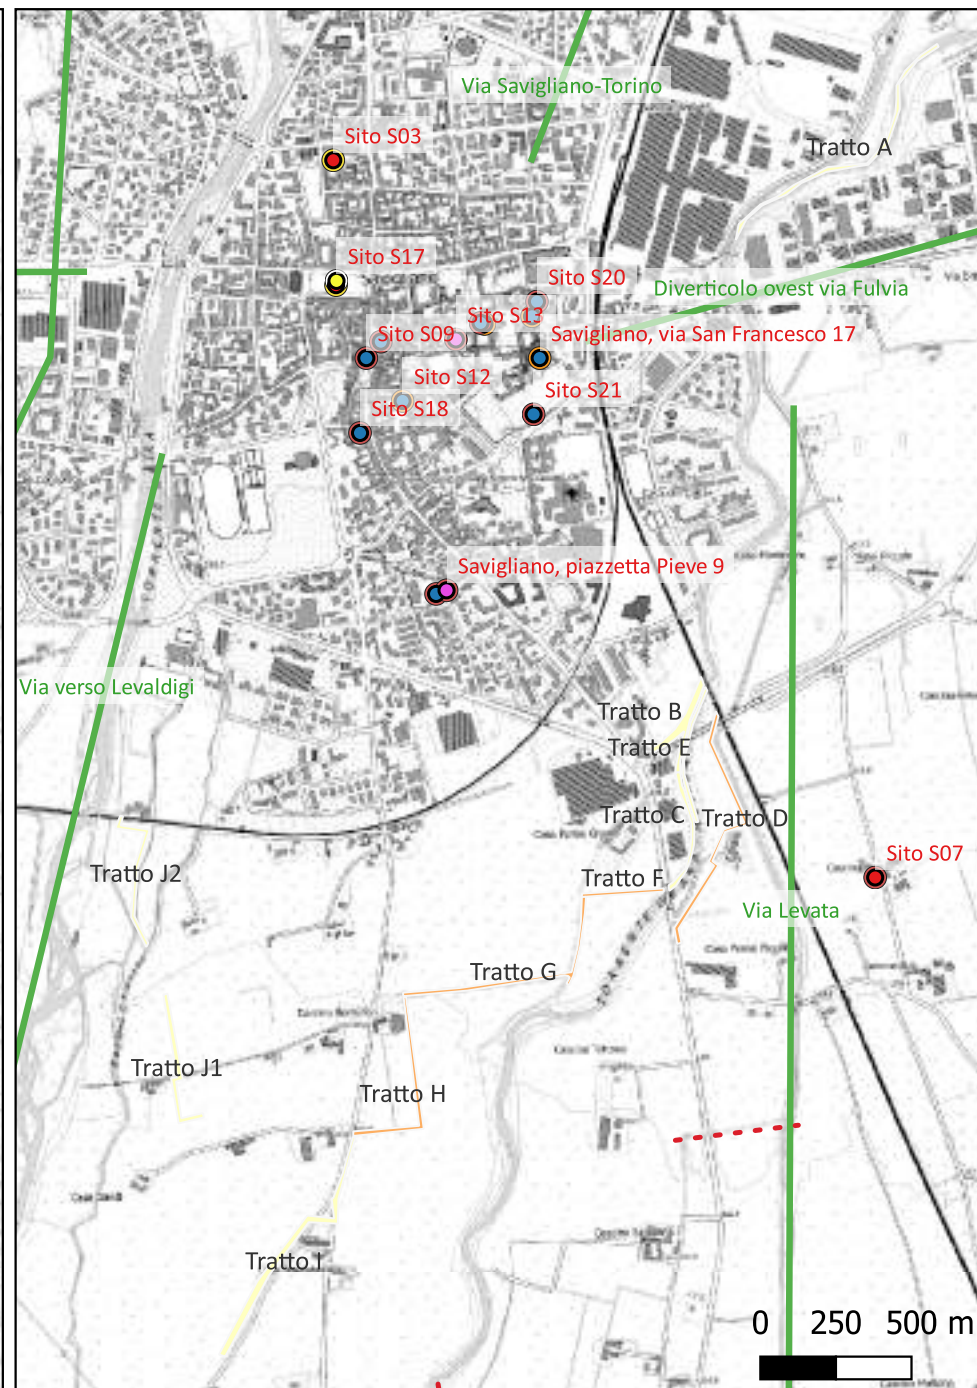 Via Savigliano-Torino
Sito S03
Tratto A
Sito S17
Sito S20
Diverticolo ovest via Fulvia
Sito S13
Sito S09
Savigliano, via San Francesco 17
Sito S12
Sito S21
Sito S18
Savigliano, piazzetta Pieve 9
Via verso Levaldigi
Tratto B
Tratto E
Tratto C
Tratto D
Sito S07
Tratto J2
Tratto F
Via Levata
Tratto G
Tratto J1
Tratto H
Tratto I
0 250 500 m